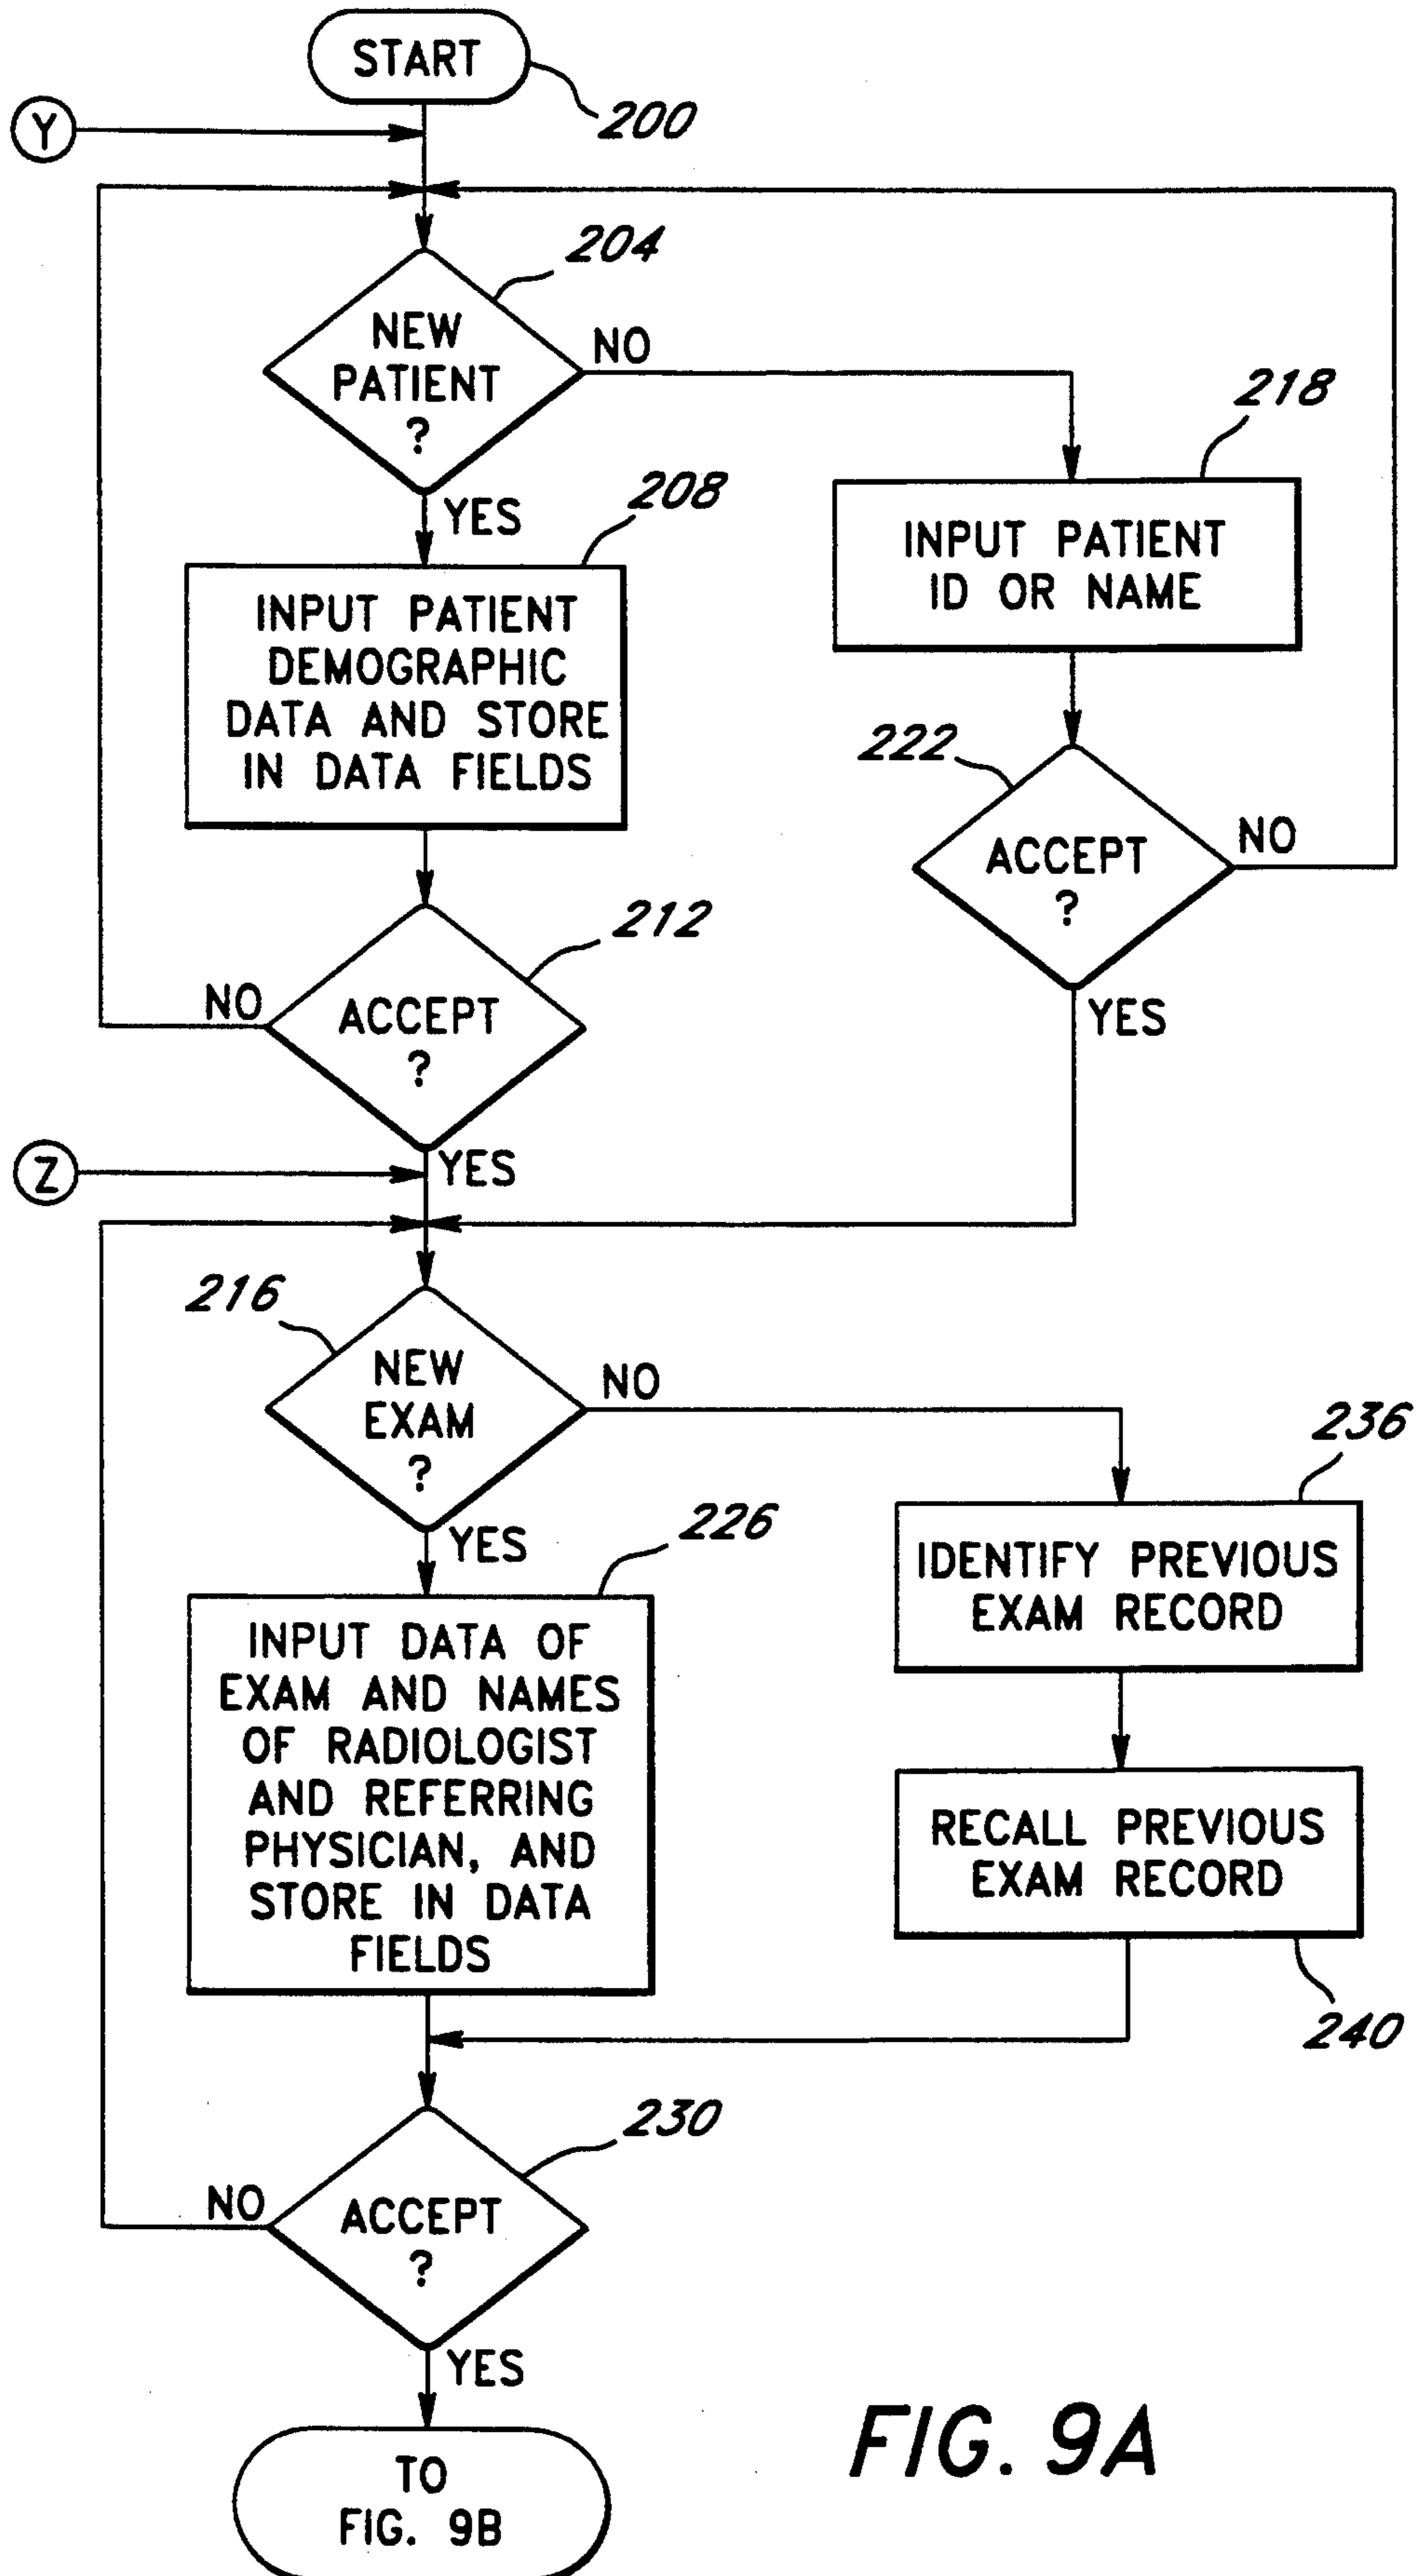 START
200
Y
204
NEW
PATIENT
?
NO
YES
218
INPUT PATIENT
ID OR NAME
208
INPUT PATIENT
DEMOGRAPHIC
DATA AND STORE
IN DATA FIELDS
222
ACCEPT
?
NO
YES
212
ACCEPT
?
NO
YES
Z
216
NEW
EXAM
?
NO
YES
236
IDENTIFY PREVIOUS
EXAM RECORD
226
INPUT DATA OF
EXAM AND NAMES
OF RADIOLOGIST
AND REFERRING
PHYSICIAN, AND
STORE IN DATA
FIELDS
RECALL PREVIOUS
EXAM RECORD
240
230
ACCEPT
?
NO
YES
TO
FIG. 9B
FIG. 9A